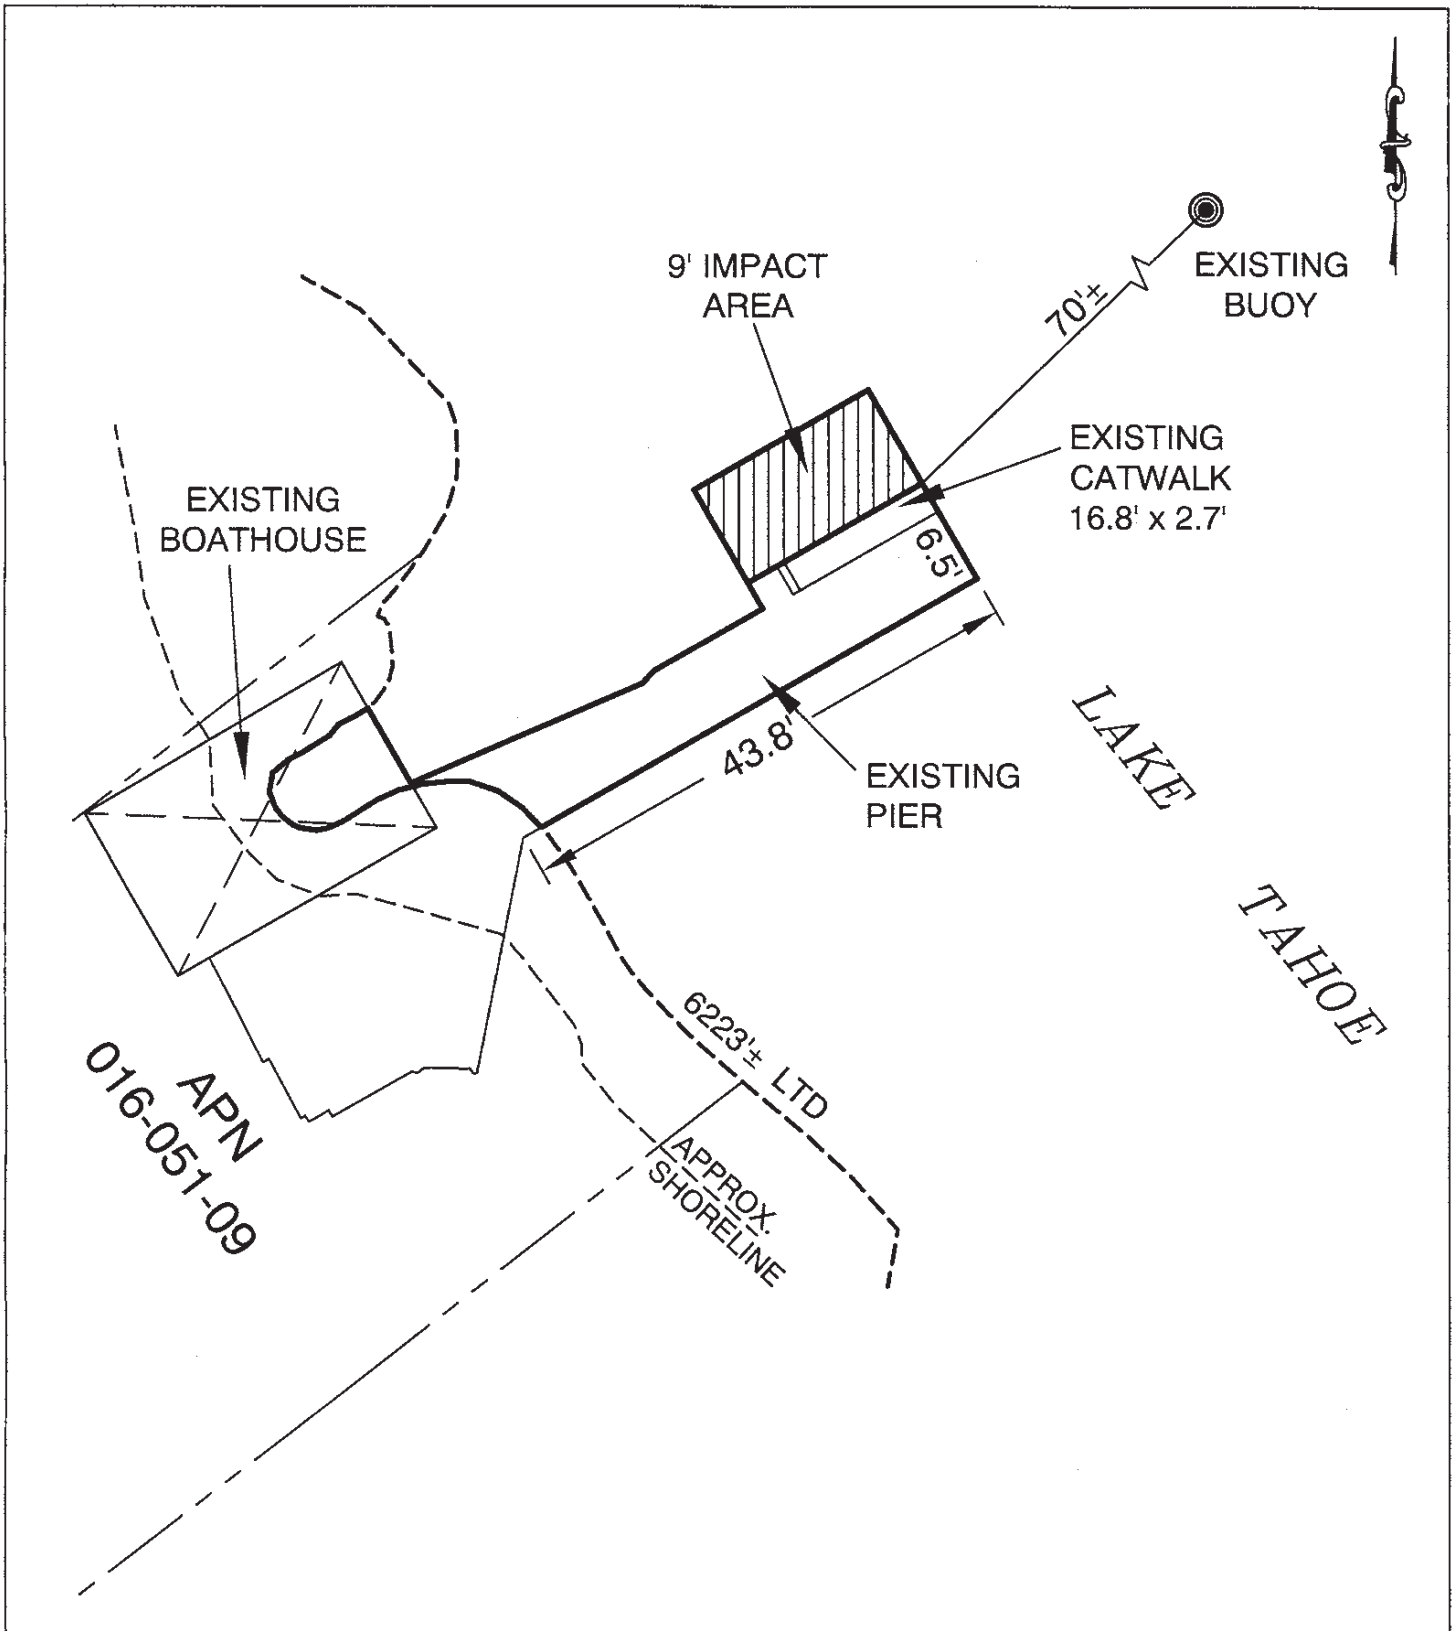 9' IMPACT
AREA
70'±
EXISTING
BUOY
EXISTING
CATWALK
16.8' x 2.7'
EXISTING
BOATHOUSE
6.5'
43.8'
EXISTING
PIER
LAKE
TAHOE
6223'± LTD
APPROX.
SHORELINE
APN
016-051-09